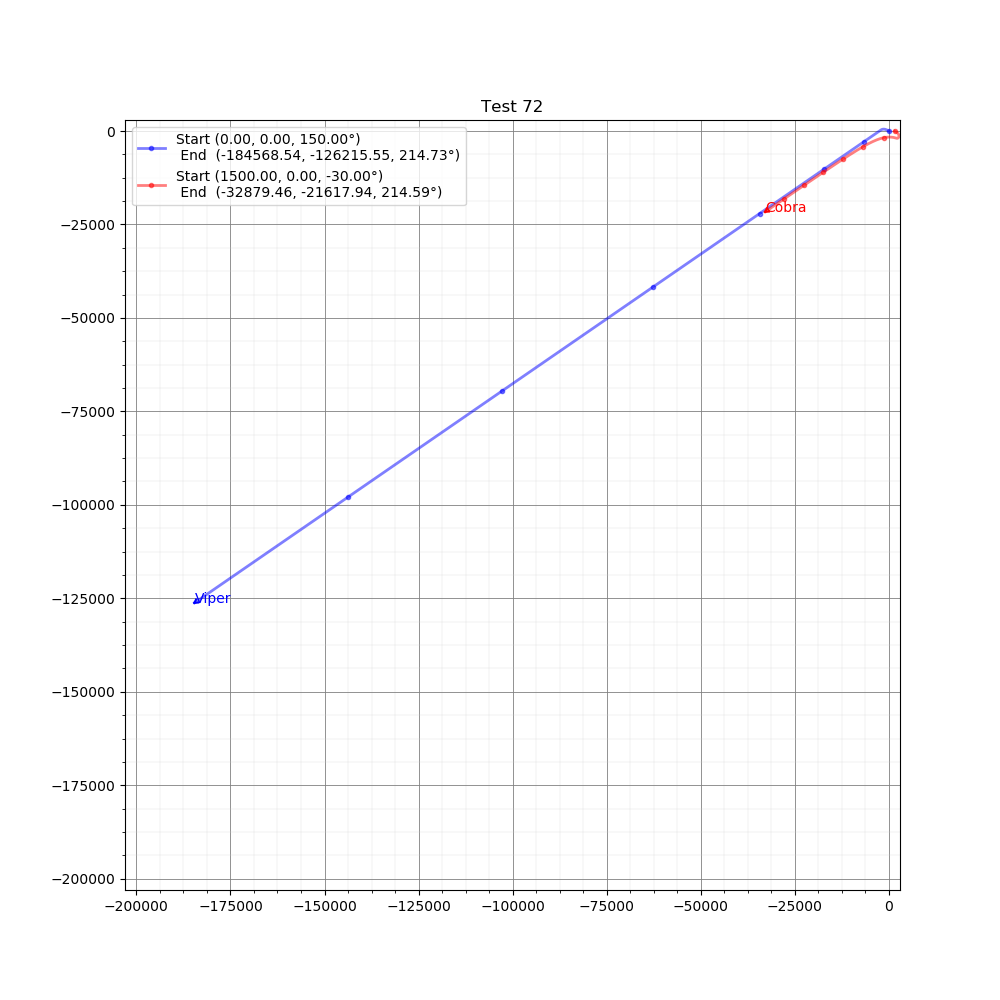 Test 72
Start (0.00, 0.00, 150.00°)
End  (-184568.54, -126215.55, 214.73°)
Start (1500.00, 0.00, -30.00°)
End  (-32879.46, -21617.94, 214.59°)
0
−25000
−50000
−75000
−100000
−125000
−150000
−175000
−200000
Cobra
Viper
−200000 −175000 −150000 −125000 −100000 −75000 −50000 −25000 0